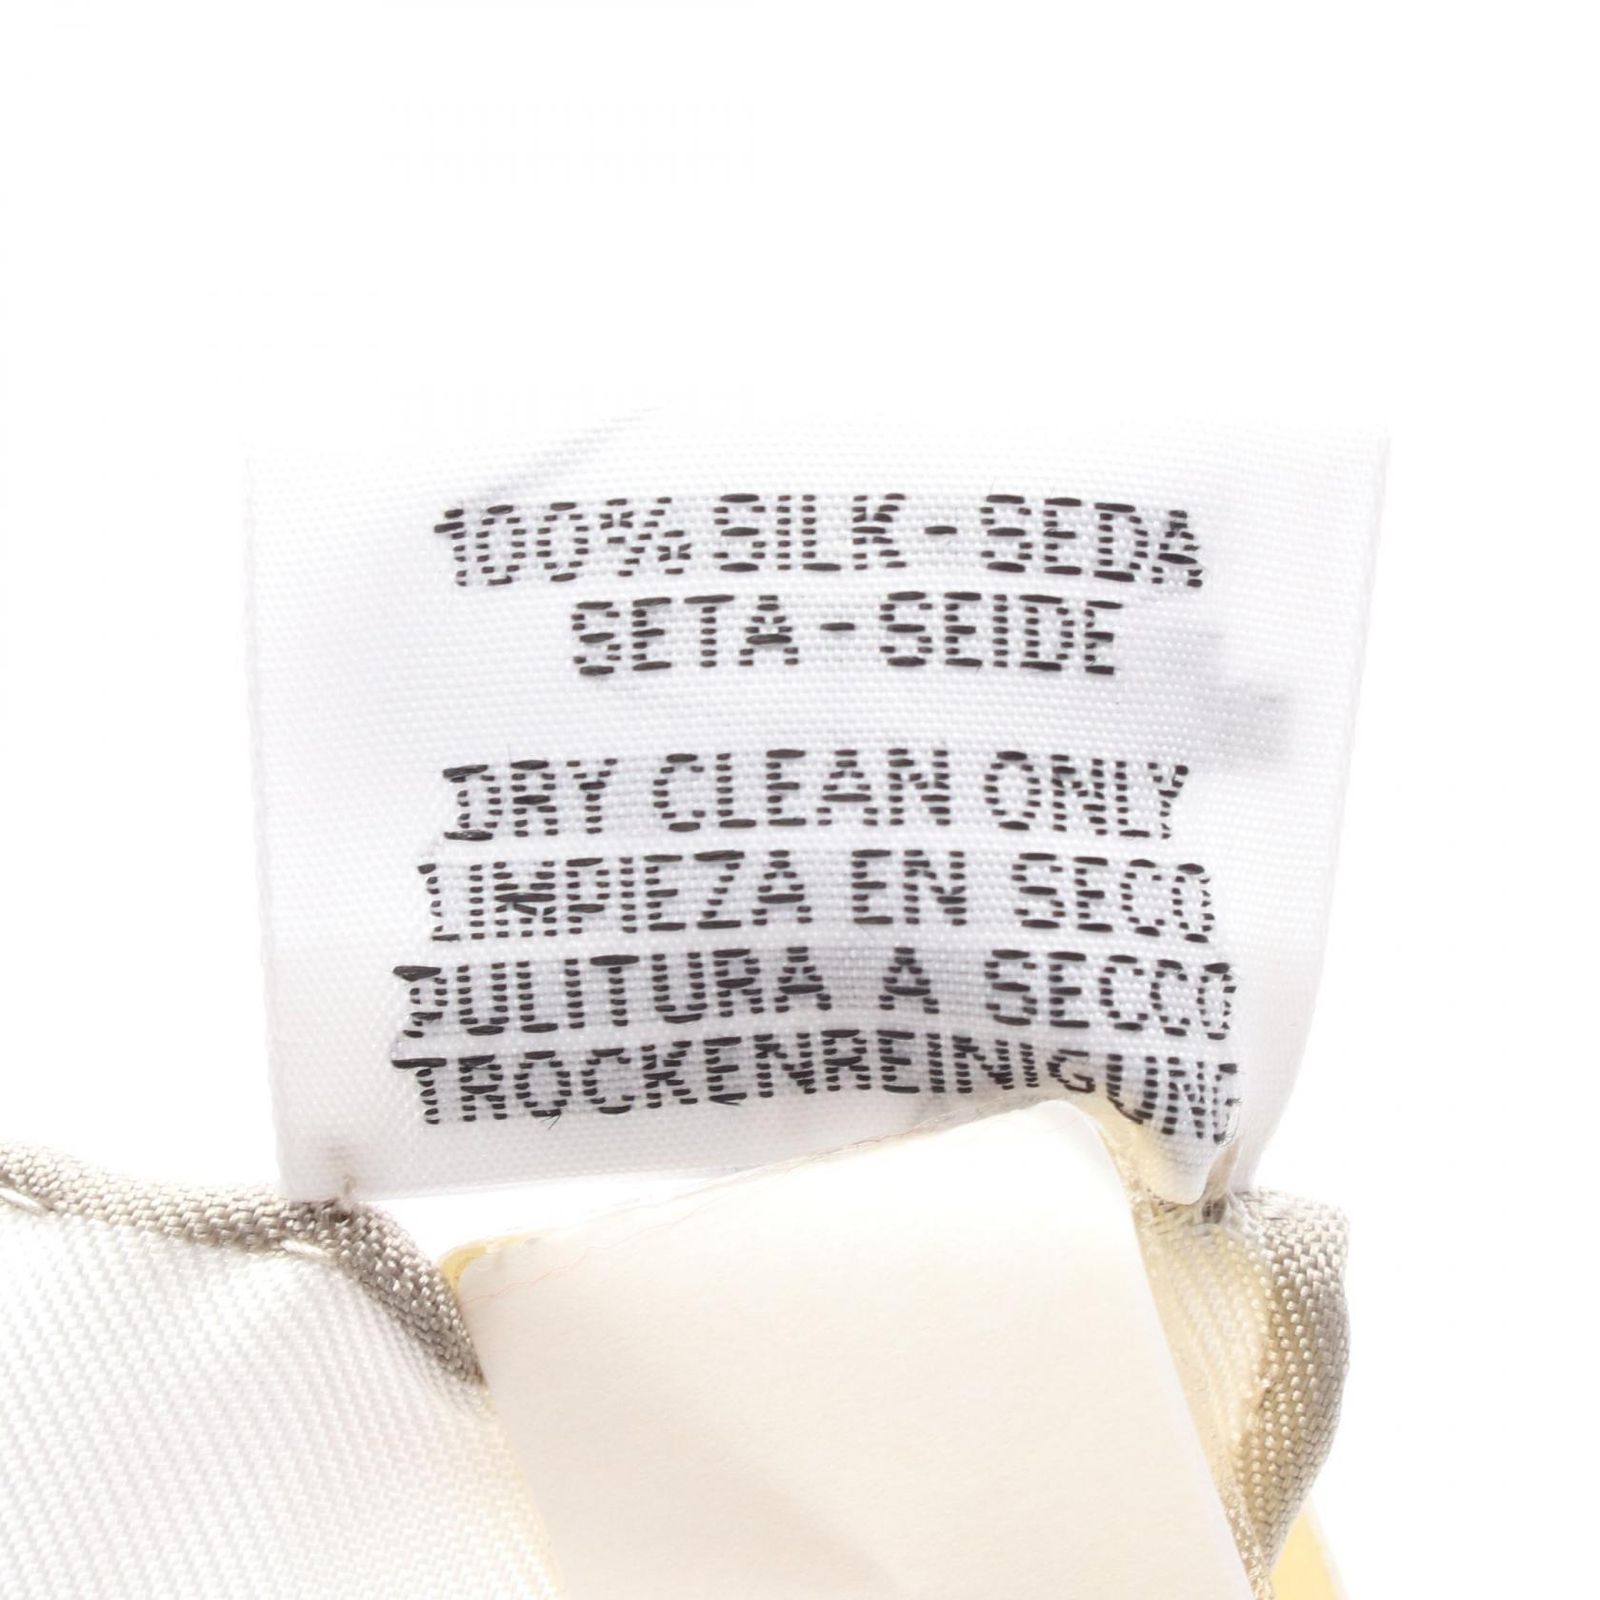 100% SILK - SEDA
SETA - SEIDE
DRY CLEAN ONLY
LIMPIEZA EN SECO
PULITURA A SECCO
TROCKENREINIGUNG